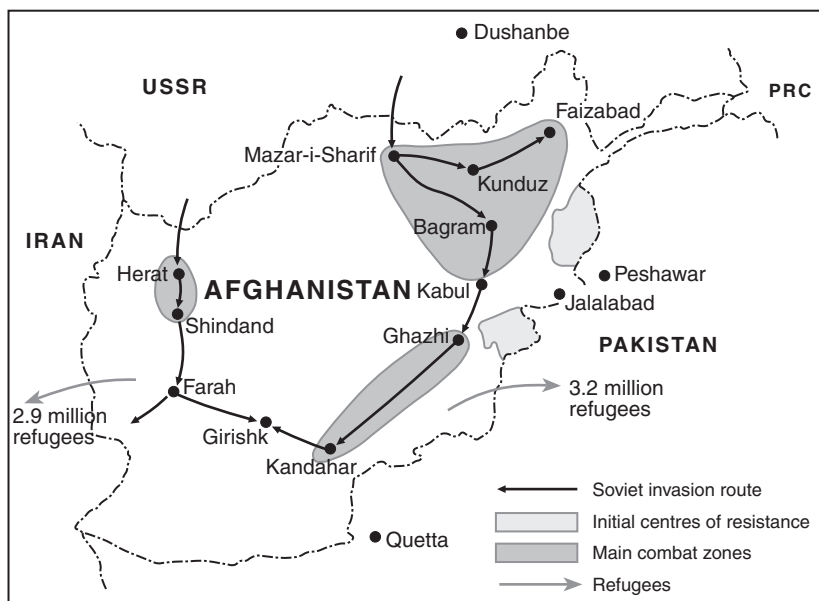 Dushanbe
USSR
PRC
Faizabad
Mazar-i-Sharif
Kunduz
Bagram
IRAN
Herat
AFGHANISTAN
Peshawar
Kabul
Jalalabad
Shindand
Ghazhi
PAKISTAN
Farah
3.2 million
refugees
2.9 million
refugees
Girishk
Kandahar
Quetta
Soviet invasion route
Initial centres of resistance
Main combat zones
Refugees